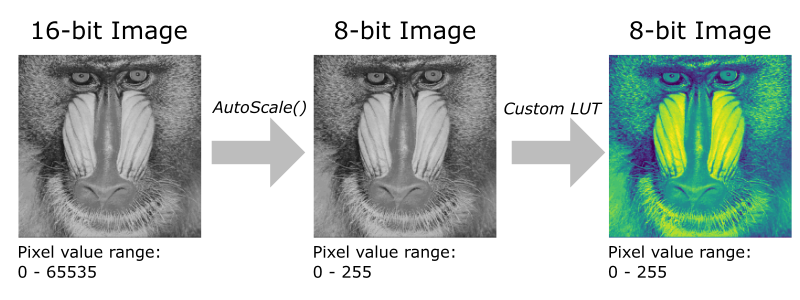 16-bit Image
8-bit Image
8-bit Image
AutoScale()
Custom LUT
Pixel value range:
0 - 65535
Pixel value range:
0 - 255
Pixel value range:
0 - 255